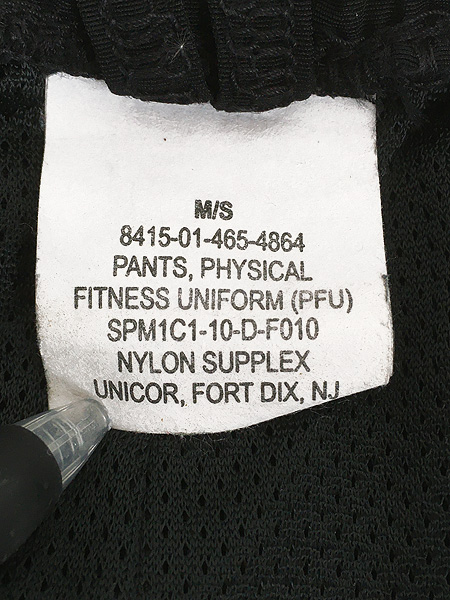 M/S
8415-01-465-4864
PANTS, PHYSICAL
FITNESS UNIFORM (PFU)
SPM1C1-10-D-F010
NYLON SUPPLEX
UNICOR, FORT DIX, NJ